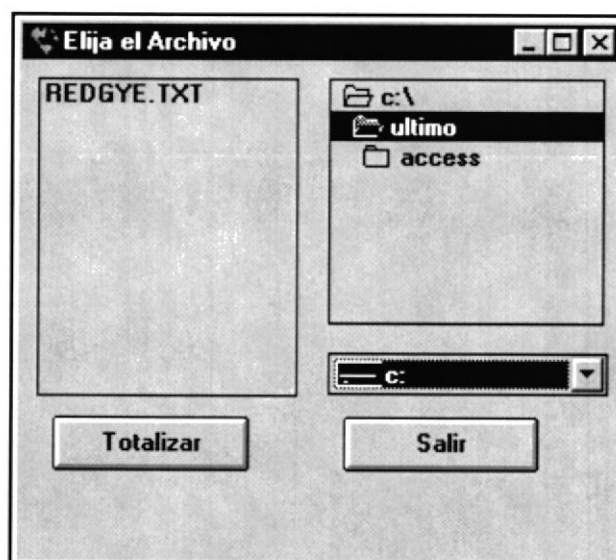 Elija el Archivo
REDGYE.TXT
c:\
ultimo
access
c:
Totalizar
Salir